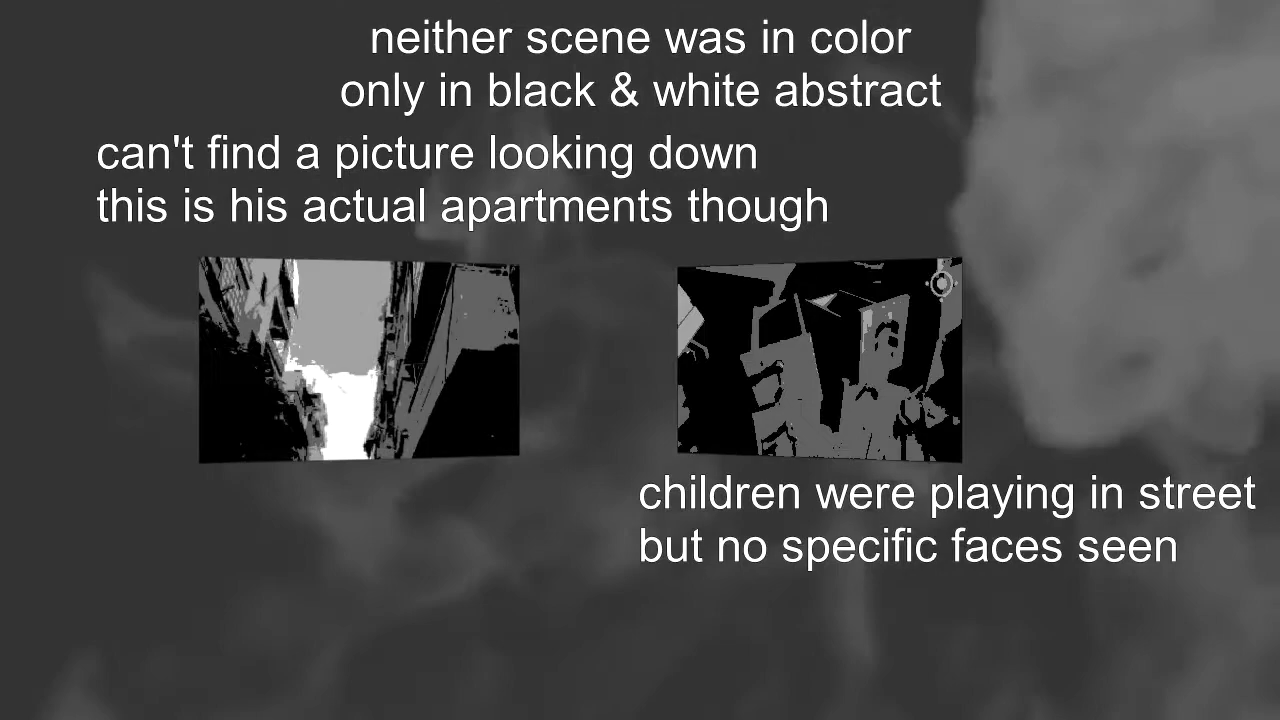 neither scene was in color
only in black & white abstract
can't find a picture looking down
this is his actual apartments though
children were playing in street
but no specific faces seen